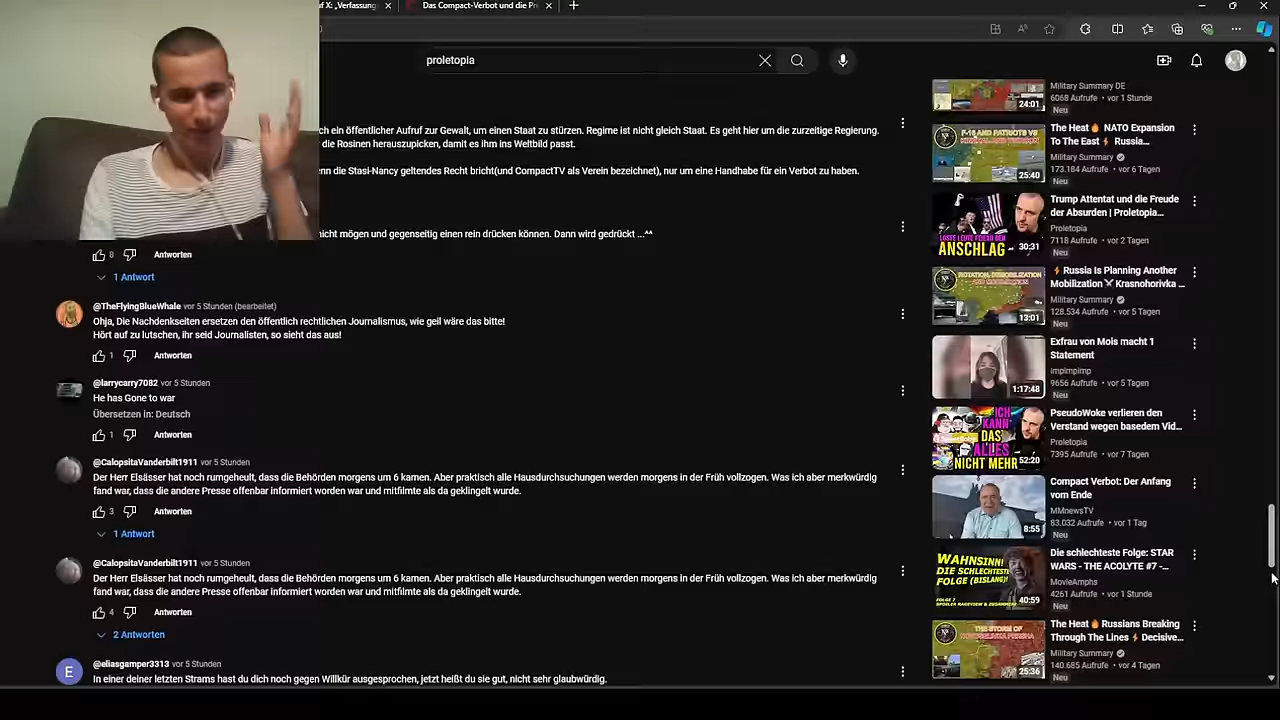 f X: „Verfassung
Das Compact-Verbot und die Pr
proletopia
ch ein öffentlicher Aufruf zur Gewalt, um einen Staat zu stürzen. Regime ist nicht gleich Staat. Es geht hier um die zurzeitige Regierung.
die Rosinen herauszupicken, damit es ihm ins Weltbild passt.
nn die Stasi-Nancy geltendes Recht bricht(und CompactTV als Verein bezeichnet), nur um eine Handhabe für ein Verbot zu haben.
nicht mögen und gegenseitig einen rein drücken können. Dann wird gedrückt ...^^
8 Antworten
1 Antwort
@TheFlyingBlueWhale vor 5 Stunden (bearbeitet)
Ohja, Die Nachdenkseiten ersetzen den öffentlich rechtlichen Journalismus, wie geil wäre das bitte!
Hört auf zu lutschen, ihr seid Journalisten, so sieht das aus!
1 Antworten
@larrycarry7082 vor 5 Stunden
He has Gone to war
Übersetzen in: Deutsch
1 Antworten
@CalopsitaVanderbilt1911 vor 5 Stunden
Der Herr Elsässer hat noch rumgeheult, dass die Behörden morgens um 6 kamen. Aber praktisch alle Hausdurchsuchungen werden morgens in der Früh vollzogen. Was ich aber merkwürdig
fand war, dass die andere Presse offenbar informiert worden war und mitfilmte als da geklingelt wurde.
3 Antworten
1 Antwort
@CalopsitaVanderbilt1911 vor 5 Stunden
Der Herr Elsässer hat noch rumgeheult, dass die Behörden morgens um 6 kamen. Aber praktisch alle Hausdurchsuchungen werden morgens in der Früh vollzogen. Was ich aber merkwürdig
fand war, dass die andere Presse offenbar informiert worden war und mitfilmte als da geklingelt wurde.
4 Antworten
2 Antworten
E
@eliasgamper3313 vor 5 Stunden
In einer deiner letzten Strams hast du dich noch gegen Willkür ausgesprochen, jetzt heißt du sie gut, nicht sehr glaubwürdig.
24:01
Military Summary DE
6068 Aufrufe • vor 1 Stunde
Neu
25:40
The Heat🔥 NATO Expansion
To The East ⚡ Russia...
Military Summary
173.184 Aufrufe • vor 6 Tagen
Neu
LOSTE LEUTE FEIERN DEN
ANSCHLAG
30:31
Trump Attentat und die Freude
der Absurden | Proletopia...
Proletopia
7118 Aufrufe • vor 2 Tagen
Neu
13:01
⚡Russia Is Planning Another
Mobilization ⚔ Krasnohorivka ...
Military Summary
128.534 Aufrufe • vor 5 Tagen
Neu
1:17:48
Exfrau von Mois macht 1
Statement
impimpimp
9656 Aufrufe • vor 5 Tagen
Neu
ICH
KANN
DAS
ALLES
NICHT MEHR
52:20
PseudoWoke verlieren den
Verstand wegen basedem Vid...
Proletopia
7395 Aufrufe • vor 7 Tagen
Neu
8:55
Compact Verbot: Der Anfang
vom Ende
MMnewsTV
83.032 Aufrufe • vor 1 Tag
Neu
WAHNSINN!
DIE SCHLECHTESTE
FOLGE (BISLANG)!
40:59
Die schlechteste Folge: STAR
WARS - THE ACOLYTE #7 -...
MovieAmphs
4261 Aufrufe • vor 1 Stunde
Neu
25:36
The Heat🔥 Russians Breaking
Through The Lines ⚡ Decisive...
Military Summary
140.685 Aufrufe • vor 4 Tagen
Neu